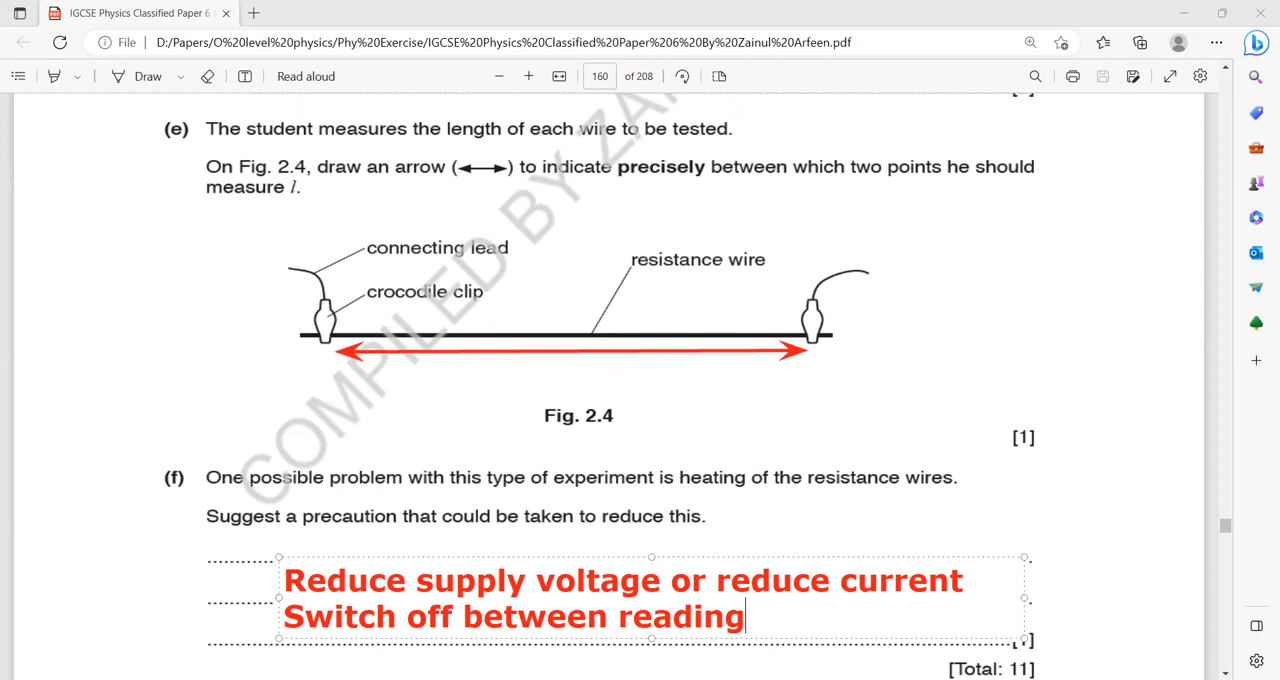 IGCSE Physics Classified Paper 6
File D:/Papers/O%20level%20physics/Phy%20Exercise/IGCSE%20Physics%20Classified%20Paper%206%20By%20Zainul%20Arfeen.pdf
Draw
Read aloud
160 of 208
(e) The student measures the length of each wire to be tested.
On Fig. 2.4, draw an arrow (⟷) to indicate precisely between which two points he should
measure l.
connecting lead
resistance wire
crocodile clip
Fig. 2.4
[1]
(f) One possible problem with this type of experiment is heating of the resistance wires.
Suggest a precaution that could be taken to reduce this.
Reduce supply voltage or reduce current
Switch off between reading
[Total: 11]
COMPILED BY